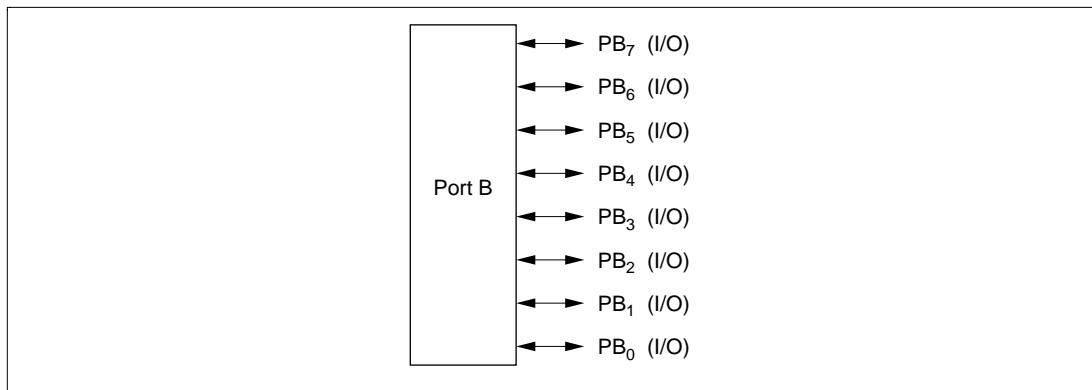 PB₇ (I/O)
PB₆ (I/O)
PB₅ (I/O)
PB₄ (I/O)
Port B
PB₃ (I/O)
PB₂ (I/O)
PB₁ (I/O)
PB₀ (I/O)